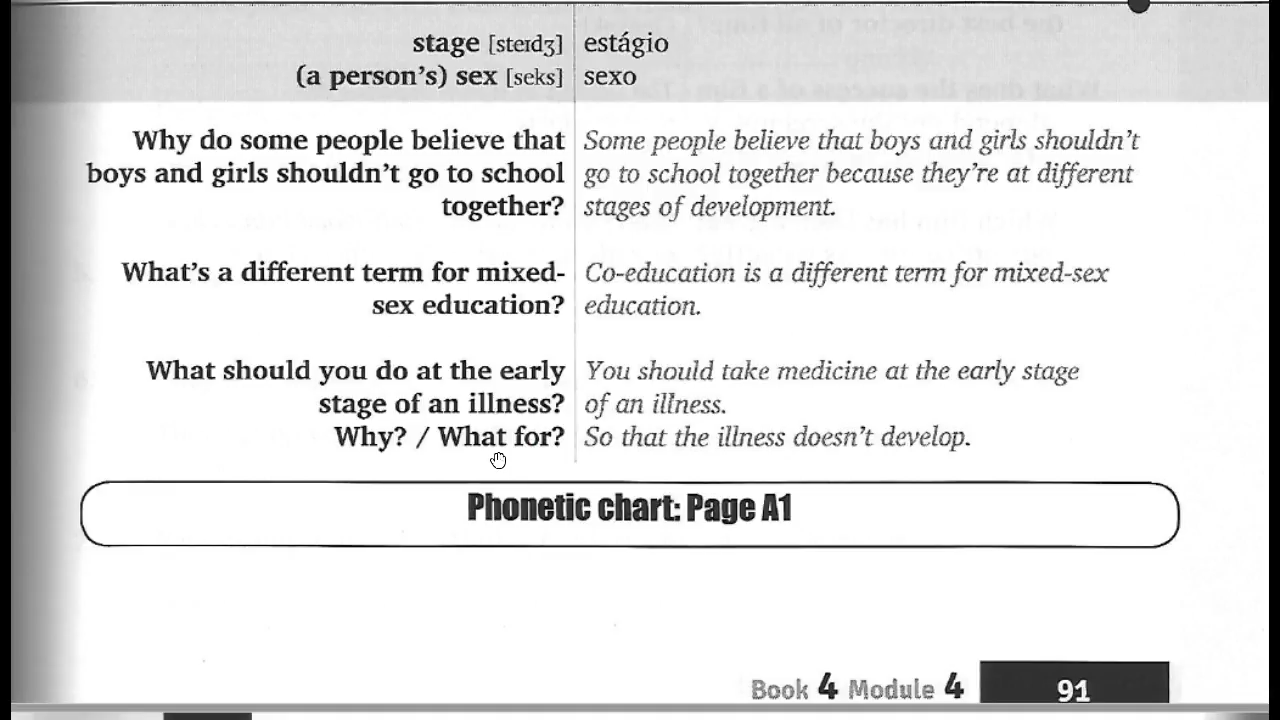 stage [steɪdʒ] estágio
(a person's) sex [seks] sexo
Why do some people believe that
boys and girls shouldn't go to school
together?
Some people believe that boys and girls shouldn't
go to school together because they're at different
stages of development.
What's a different term for mixed-
sex education?
Co-education is a different term for mixed-sex
education.
What should you do at the early
stage of an illness?
Why? / What for?
You should take medicine at the early stage
of an illness.
So that the illness doesn't develop.
Phonetic chart: Page A1
Book 4 Module 4 91